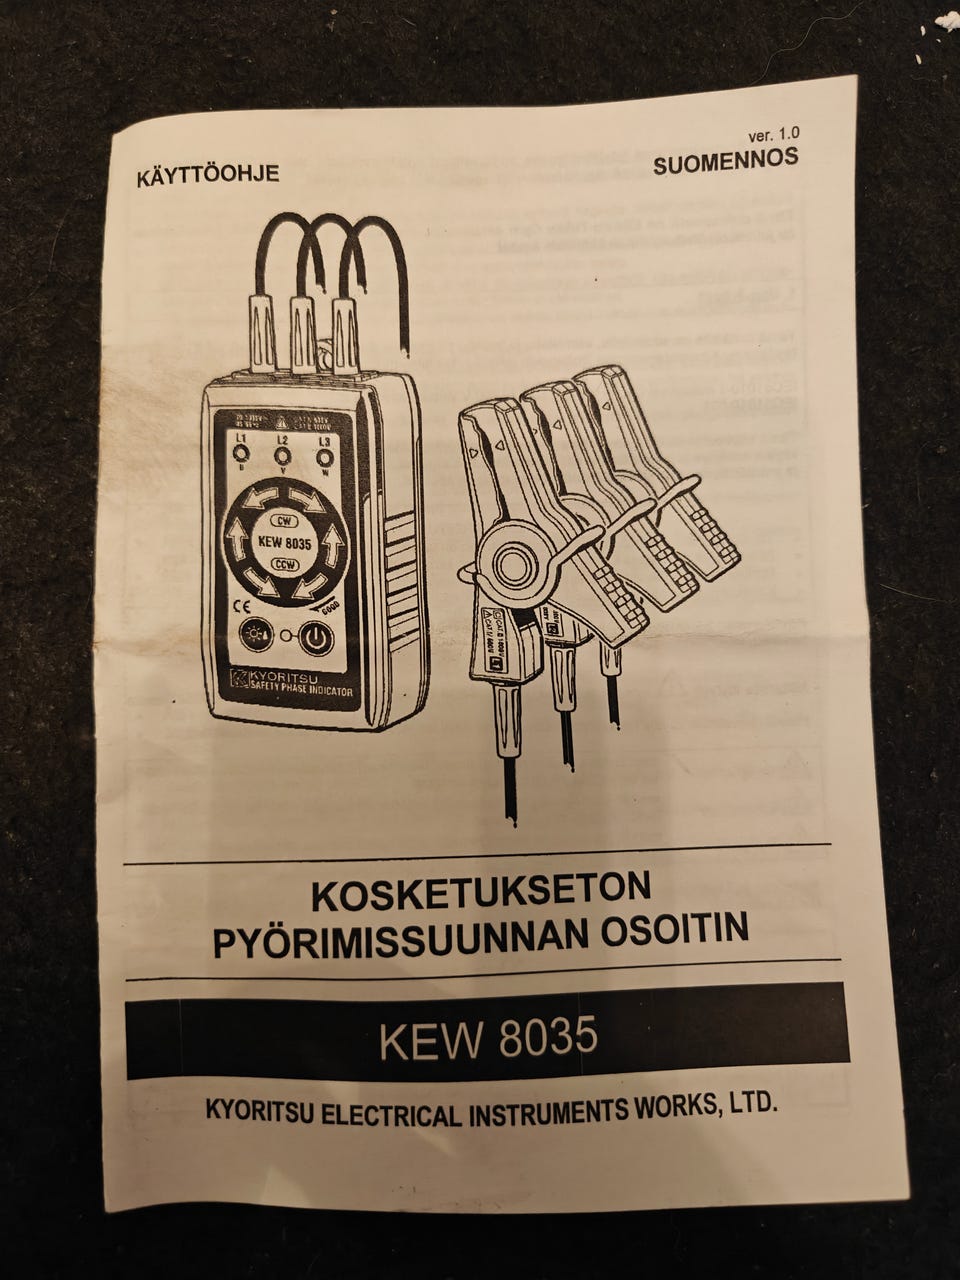 ver. 1.0
KÄYTTÖOHJE
SUOMENNOS
L1 L2 L3
V W
CW
KEW 8035
CCW
CE
KYORITSU
SAFETY PHASE INDICATOR
L1
KOSKETUKSETON
PYÖRIMISSUUNNAN OSOITIN
KEW 8035
KYORITSU ELECTRICAL INSTRUMENTS WORKS, LTD.